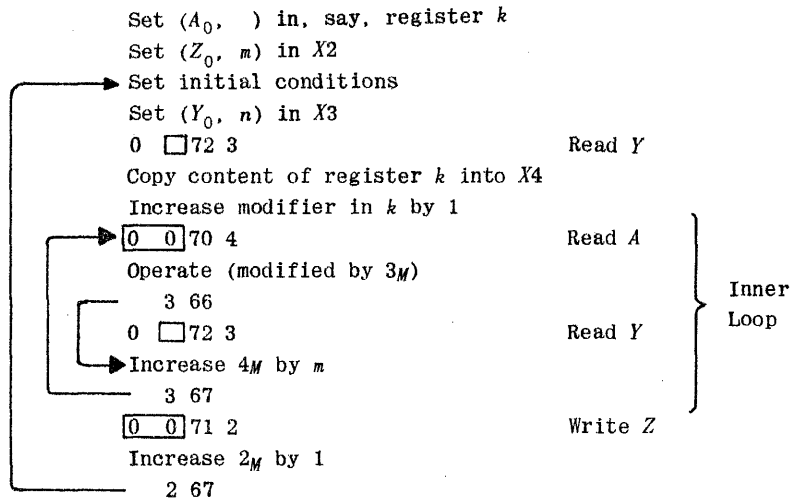 Set (A₀,   ) in, say, register k
Set (Z₀, m) in X2
Set initial conditions
Set (Y₀, n) in X3
0 □72 3 Read Y
Copy content of register k into X4
Increase modifier in k by 1
0 0 70 4 Read A
Operate (modified by 3M)
3 66
0 □72 3 Read Y
Increase 4M by m
3 67
0 0 71 2 Write Z
Increase 2M by 1
2 67
Inner
Loop